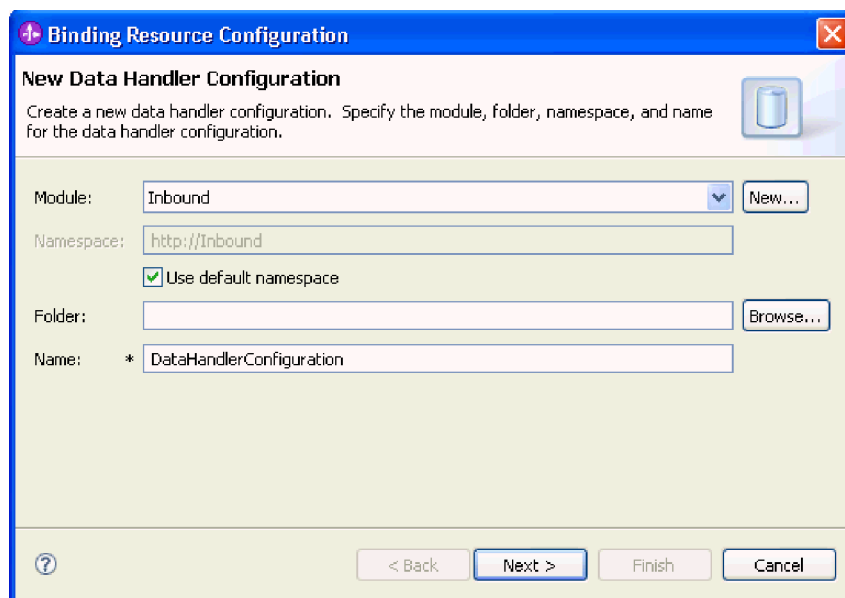 Binding Resource Configuration
New Data Handler Configuration
Create a new data handler configuration. Specify the module, folder, namespace, and name
for the data handler configuration.
Module: Inbound New...
Namespace: http://Inbound
Use default namespace
Folder: Browse...
Name: * DataHandlerConfiguration
? < Back Next > Finish Cancel